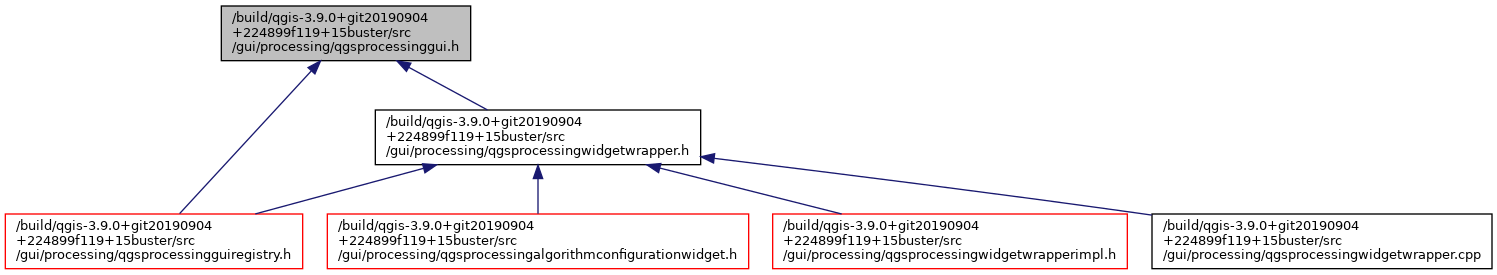 /build/qgis-3.9.0+git20190904
+224899f119+15buster/src
/gui/processing/qgsprocessinggui.h
/build/qgis-3.9.0+git20190904
+224899f119+15buster/src
/gui/processing/qgsprocessingwidgetwrapper.h
/build/qgis-3.9.0+git20190904
+224899f119+15buster/src
/gui/processing/qgsprocessingguiregistry.h
/build/qgis-3.9.0+git20190904
+224899f119+15buster/src
/gui/processing/qgsprocessingalgorithmconfigurationwidget.h
/build/qgis-3.9.0+git20190904
+224899f119+15buster/src
/gui/processing/qgsprocessingwidgetwrapperimpl.h
/build/qgis-3.9.0+git20190904
+224899f119+15buster/src
/gui/processing/qgsprocessingwidgetwrapper.cpp